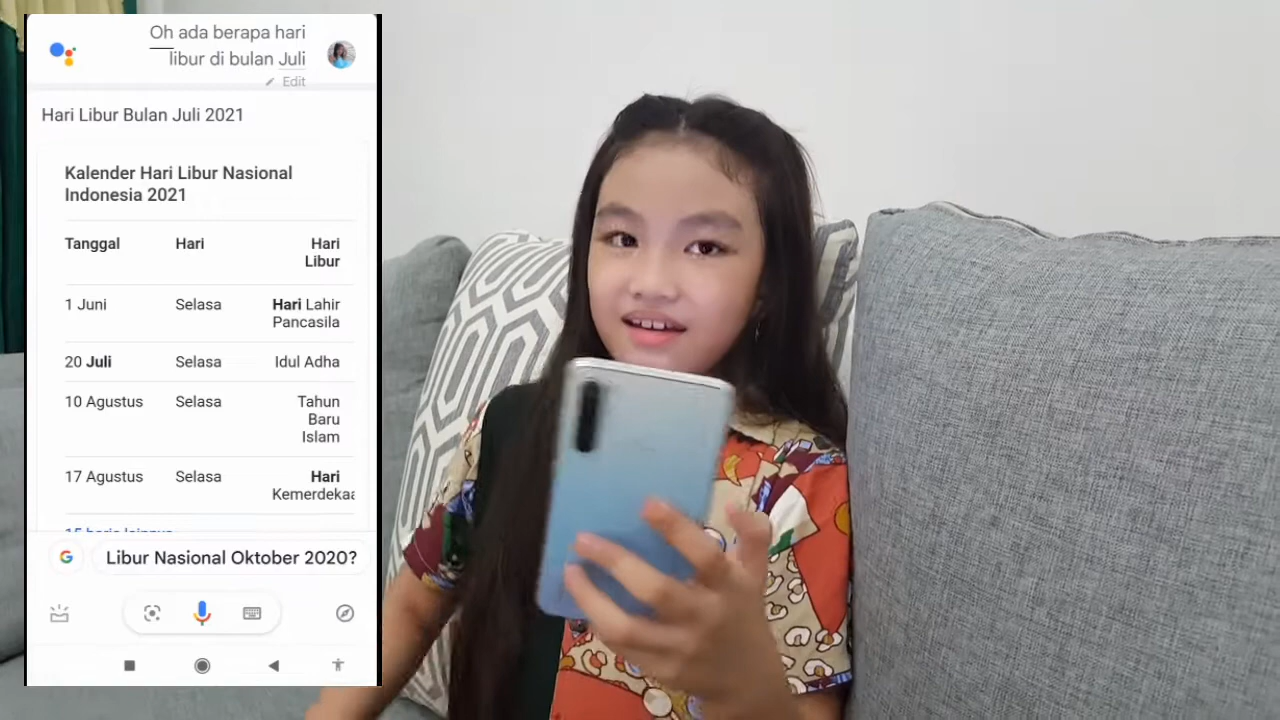 Oh ada berapa hari
libur di bulan Juli
Edit
Hari Libur Bulan Juli 2021
Kalender Hari Libur Nasional
Indonesia 2021
Tanggal Hari Hari
Libur
1 Juni Selasa Hari Lahir
Pancasila
20 Juli Selasa Idul Adha
10 Agustus Selasa Tahun
Baru
Islam
17 Agustus Selasa Hari
Kemerdekaa
Libur Nasional Oktober 2020?